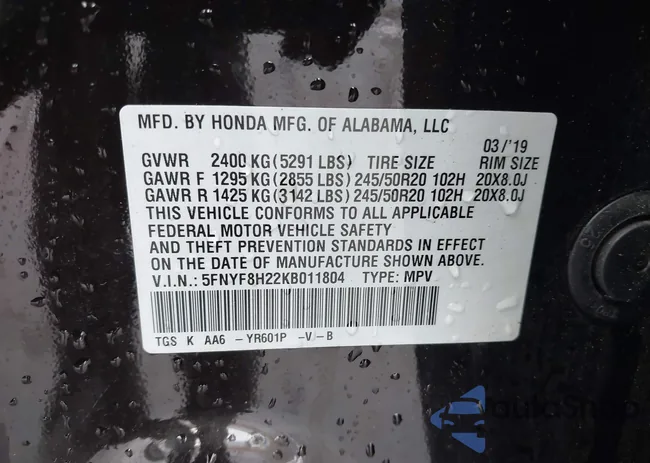 MFD. BY HONDA MFG. OF ALABAMA, LLC
03/'19
GVWR 2400 KG (5291 LBS) TIRE SIZE RIM SIZE
GAWR F 1295 KG (2855 LBS) 245/50R20 102H 20X8.0J
GAWR R 1425 KG (3142 LBS) 245/50R20 102H 20X8.0J
THIS VEHICLE CONFORMS TO ALL APPLICABLE
FEDERAL MOTOR VEHICLE SAFETY
AND THEFT PREVENTION STANDARDS IN EFFECT
ON THE DATE OF MANUFACTURE SHOWN ABOVE.
V.I.N.: 5FNYF8H22KB011804 TYPE: MPV
TGS K AA6 -YR601P -V-B